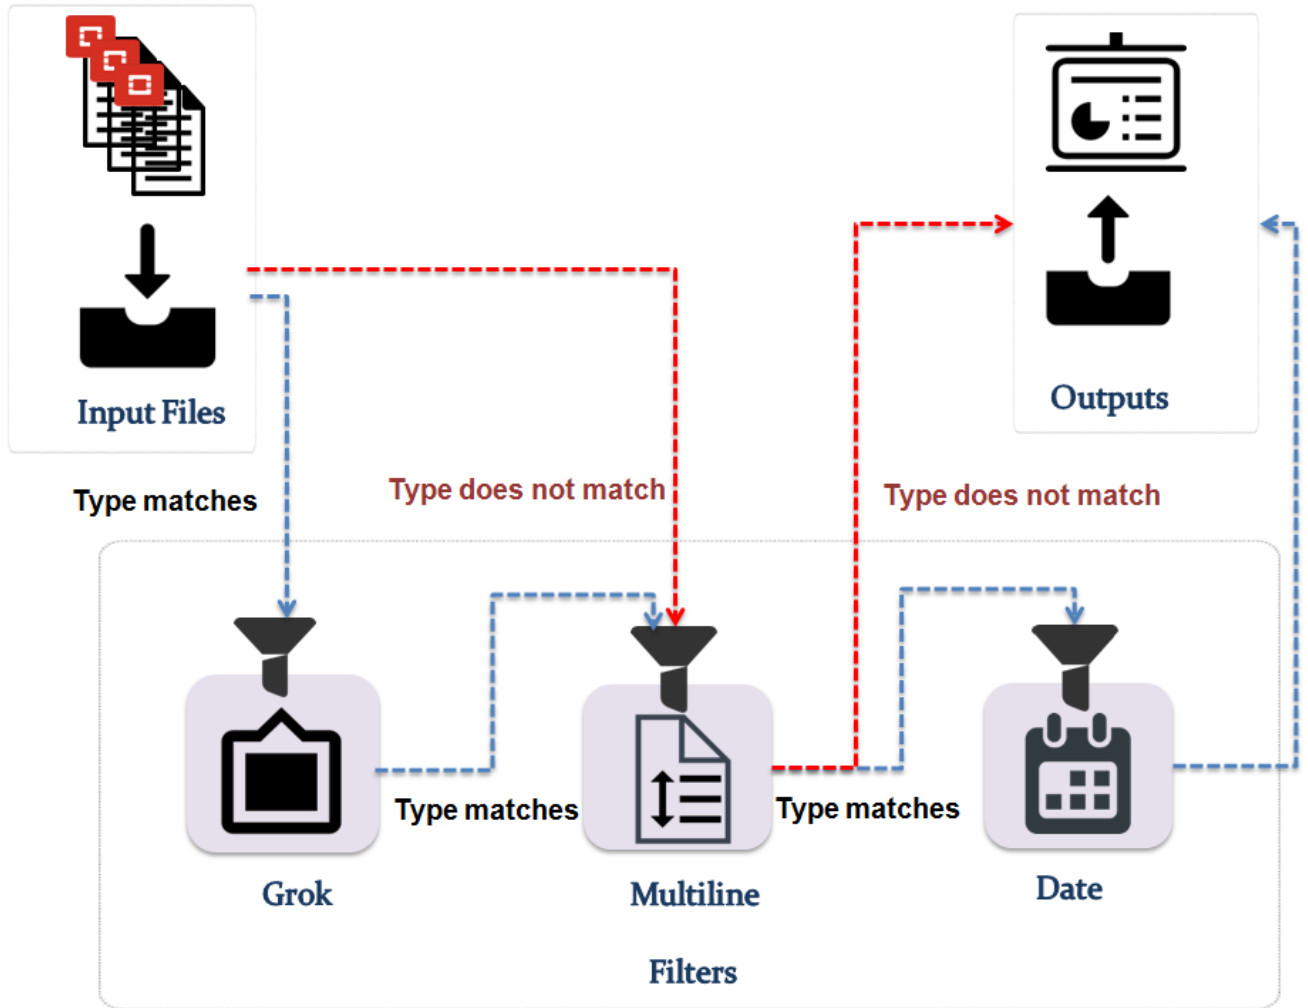 Input Files
Outputs
Type matches
Type does not match
Type does not match
Type matches
Type matches
Grok
Multiline
Date
Filters